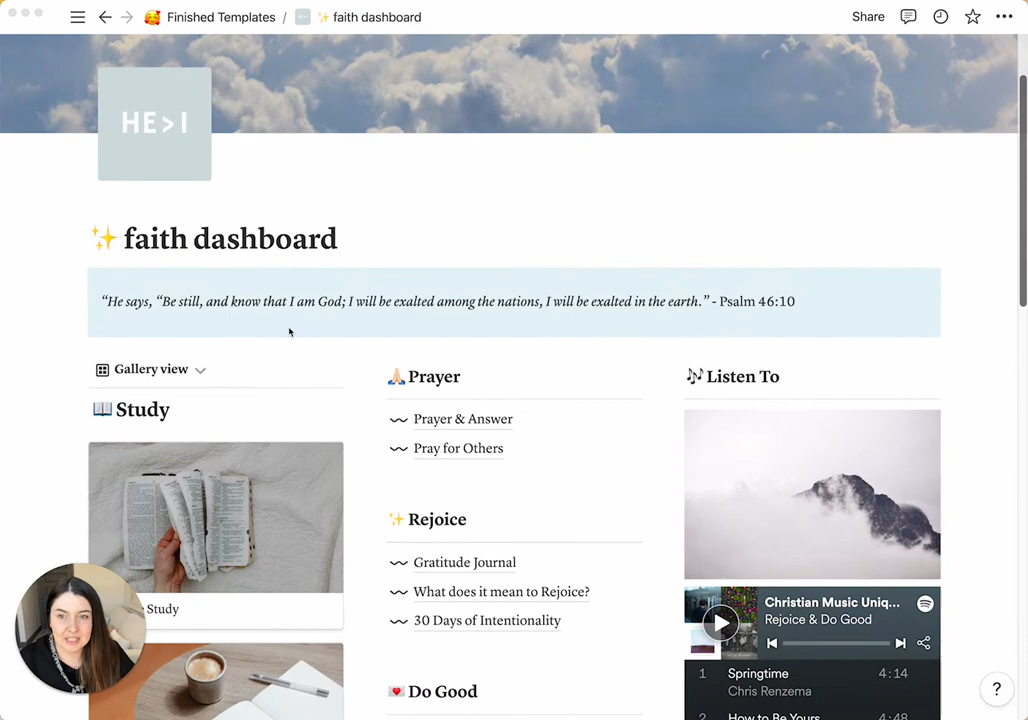 Finished Templates / ✨ faith dashboard
Share
HE>I
✨ faith dashboard
“He says, “Be still, and know that I am God; I will be exalted among the nations, I will be exalted in the earth.” - Psalm 46:10
Gallery view
📖 Study
Study
🙏🏻 Prayer
Prayer & Answer
Pray for Others
✨ Rejoice
Gratitude Journal
What does it mean to Rejoice?
30 Days of Intentionality
💌 Do Good
🎶 Listen To
Christian Music Uniq...
Rejoice & Do Good
1 Springtime 4:14
Chris Renzema
2 How to Be Yours 4:48
?